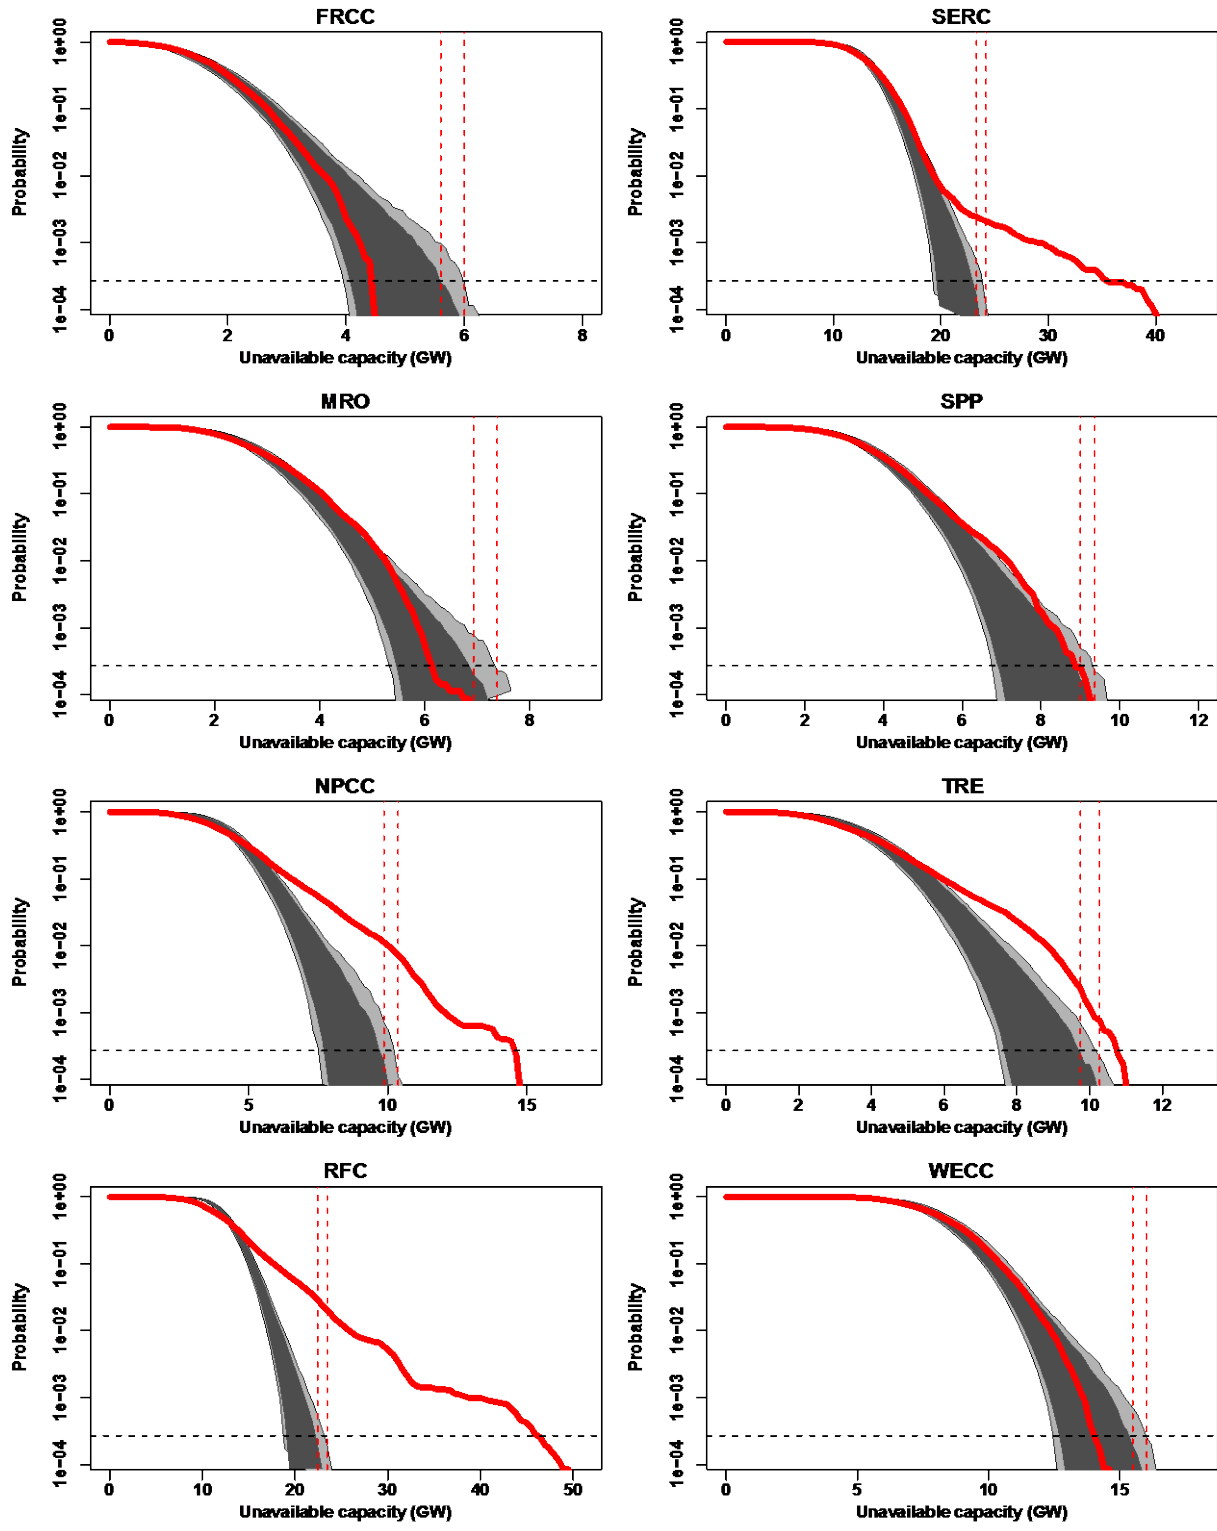 FRCC
Probability
1e+00
1e-01
1e-02
1e-03
1e-04
0 2 4 6 8
Unavailable capacity (GW)
SERC
Probability
1e+00
1e-01
1e-02
1e-03
1e-04
0 10 20 30 40
Unavailable capacity (GW)
MRO
Probability
1e+00
1e-01
1e-02
1e-03
1e-04
0 2 4 6 8
Unavailable capacity (GW)
SPP
Probability
1e+00
1e-01
1e-02
1e-03
1e-04
0 2 4 6 8 10 12
Unavailable capacity (GW)
NPCC
Probability
1e+00
1e-01
1e-02
1e-03
1e-04
0 5 10 15
Unavailable capacity (GW)
TRE
Probability
1e+00
1e-01
1e-02
1e-03
1e-04
0 2 4 6 8 10 12
Unavailable capacity (GW)
RFC
Probability
1e+00
1e-01
1e-02
1e-03
1e-04
0 10 20 30 40 50
Unavailable capacity (GW)
WECC
Probability
1e+00
1e-01
1e-02
1e-03
1e-04
0 5 10 15
Unavailable capacity (GW)